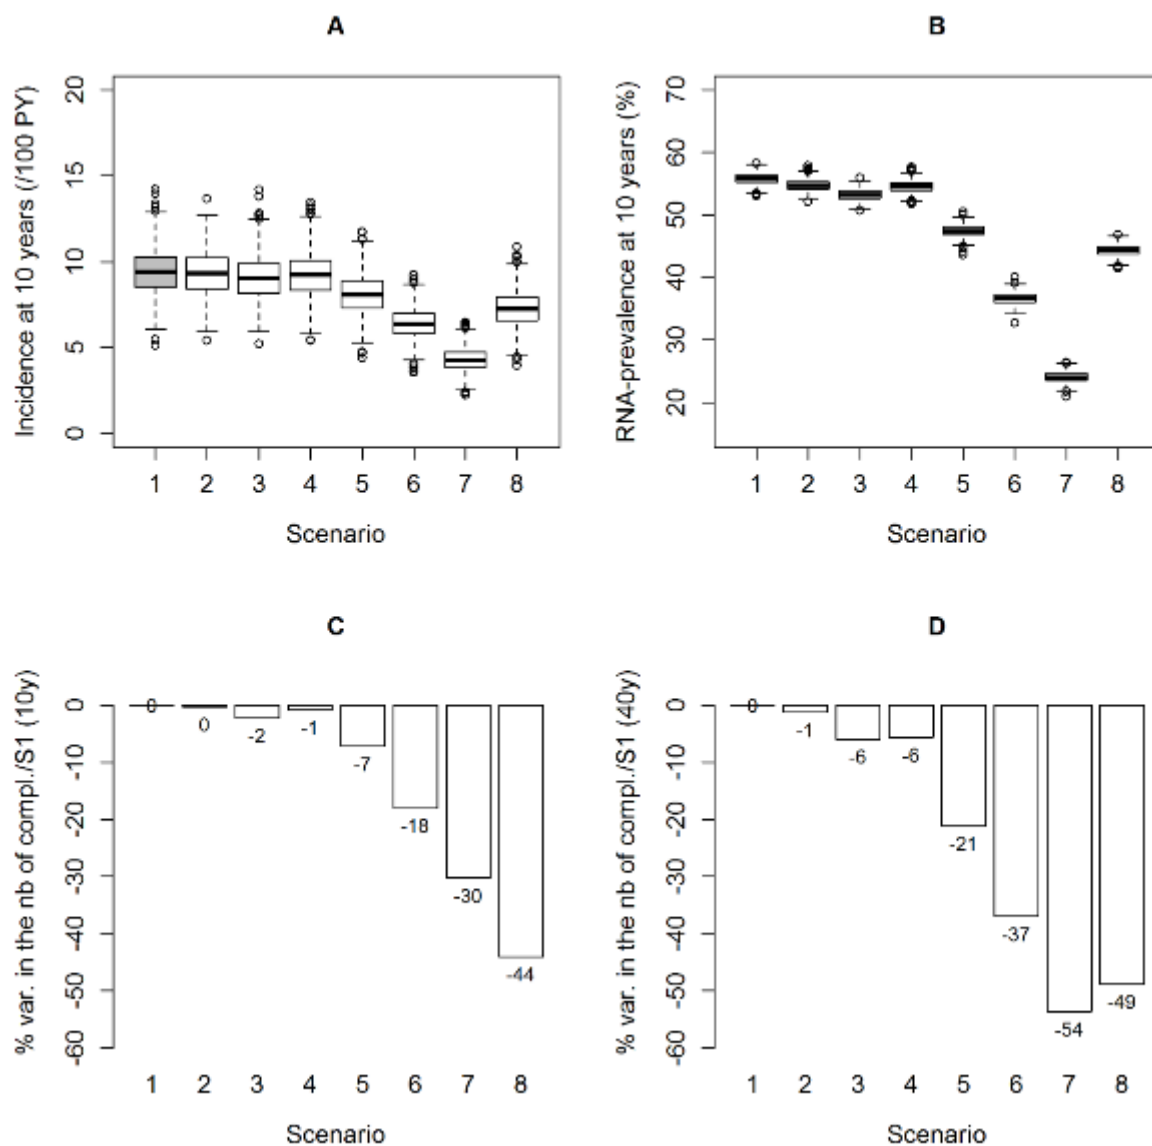 A
Incidence at 10 years (/100 PY)
20
15
10
5
0
1 2 3 4 5 6 7 8
Scenario
B
RNA-prevalence at 10 years (%)
70
60
50
40
30
20
1 2 3 4 5 6 7 8
Scenario
C
% var. in the nb of compl./S1 (10y)
0
-10
-20
-30
-40
-50
-60
0 0 -2 -1 -7 -18 -30 -44
1 2 3 4 5 6 7 8
Scenario
D
% var. in the nb of compl./S1 (40y)
0
-10
-20
-30
-40
-50
-60
0 -1 -6 -6 -21 -37 -54 -49
1 2 3 4 5 6 7 8
Scenario